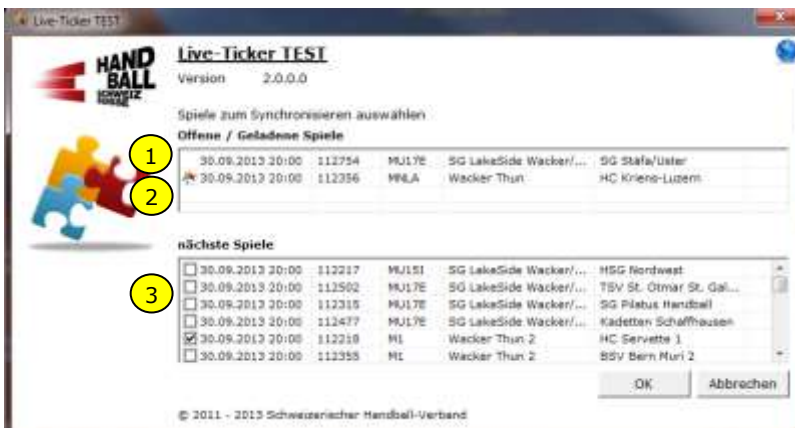 Live-Ticker TEST
HAND
BALL
SCHWEIZ
SUISSE
Live-Ticker TEST
Version 2.0.0.0
Spiele zum Synchronisieren auswählen
Offene / Geladene Spiele
1
30.09.2013 20:00 112754 MU17E SG LakeSide Wacker/... SG Stäfa/Uster
2
30.09.2013 20:00 112356 MNLA Wacker Thun HC Kriens-Luzern
nächste Spiele
3
30.09.2013 20:00 112217 MU15I SG LakeSide Wacker/... HSG Nordwest
30.09.2013 20:00 112502 MU17E SG LakeSide Wacker/... TSV St. Otmar St. Gal...
30.09.2013 20:00 112315 MU17E SG LakeSide Wacker/... SG Pilatus Handball
30.09.2013 20:00 112477 MU17E SG LakeSide Wacker/... Kadetten Schaffhausen
30.09.2013 20:00 112218 M1 Wacker Thun 2 HC Servette 1
30.09.2013 20:00 112355 M1 Wacker Thun 2 BSV Bern Muri 2
OK Abbrechen
© 2011 - 2013 Schweizerischer Handball-Verband